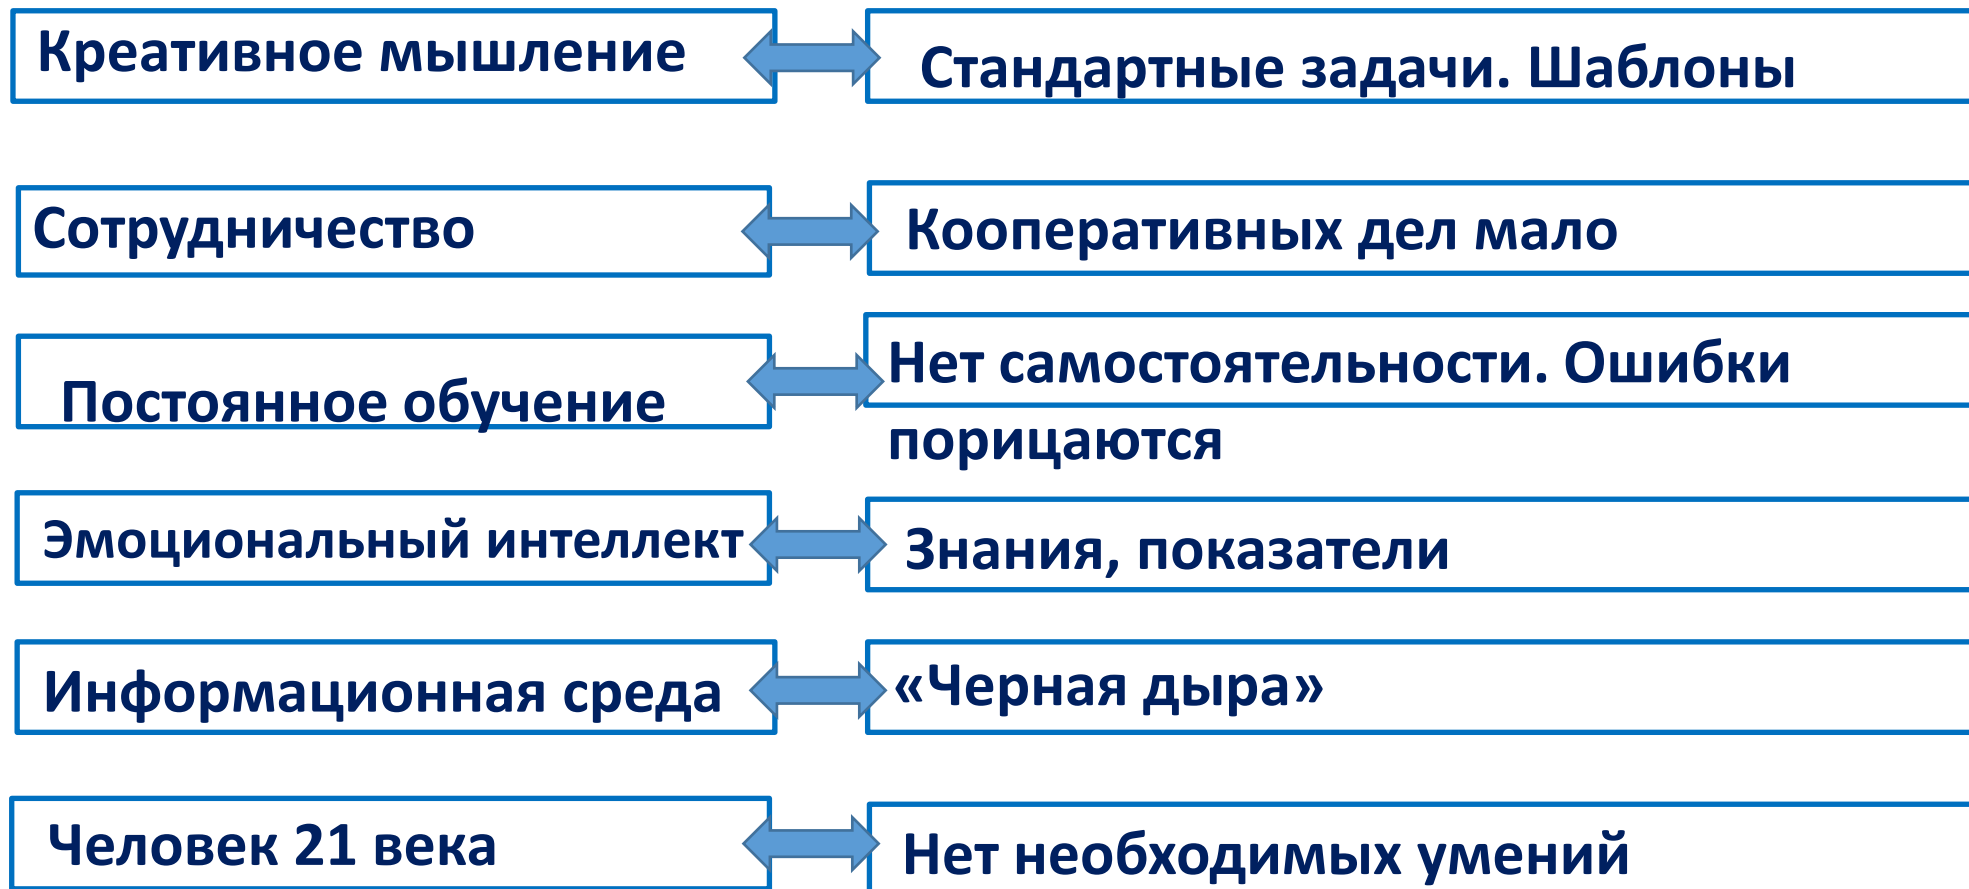 Креативное мышление
Стандартные задачи. Шаблоны
Сотрудничество
Кооперативных дел мало
Постоянное обучение
Нет самостоятельности. Ошибки
порицаются
Эмоциональный интеллект
Знания, показатели
Информационная среда
«Черная дыра»
Человек 21 века
Нет необходимых умений